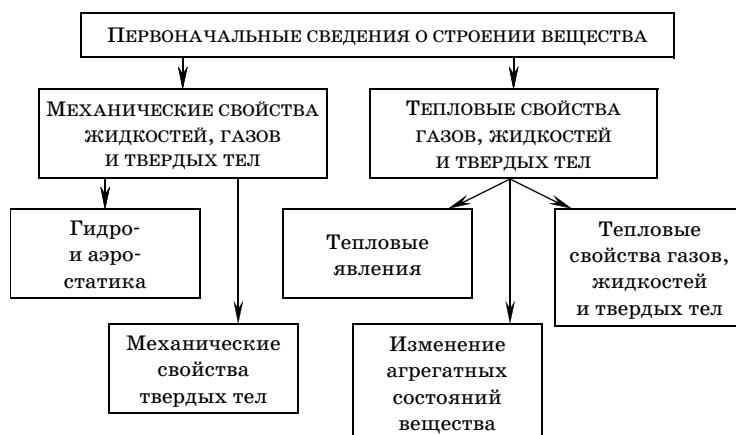 ПЕРВОНАЧАЛЬНЫЕ СВЕДЕНИЯ О СТРОЕНИИ ВЕЩЕСТВА
МЕХАНИЧЕСКИЕ СВОЙСТВА
ЖИДКОСТЕЙ, ГАЗОВ
И ТВЕРДЫХ ТЕЛ
ТЕПЛОВЫЕ СВОЙСТВА
ГАЗОВ, ЖИДКОСТЕЙ
И ТВЕРДЫХ ТЕЛ
Гидро-
и аэро-
статика
Тепловые
явления
Тепловые
свойства газов,
жидкостей
и твердых тел
Механические
свойства
твердых тел
Изменение
агрегатных
состояний
вещества